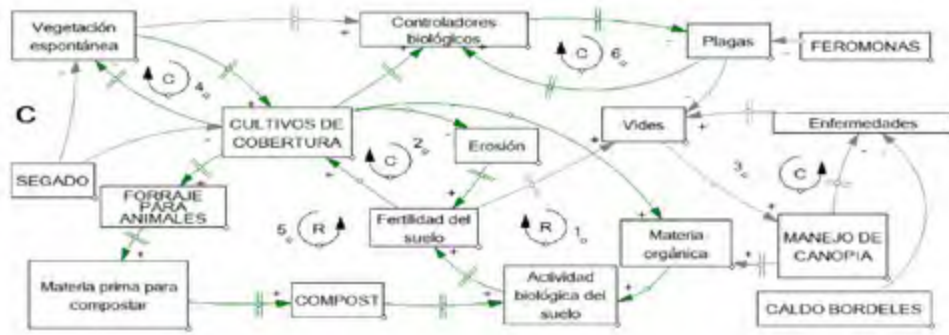 Vegetación
espontánea
Controladores
biológicos
Plagas
FEROMONAS
C
6
C
4
C
CULTIVOS DE
COBERTURA
2
C
Erosión
Vides
Enfermedades
3
C
SEGADO
FORRAJE
PARA
ANIMALES
5
R
Fertilidad del
suelo
R
1
Materia
orgánica
MANEJO DE
CANOPIA
Materia prima para
compostar
COMPOST
Actividad
biológica del
suelo
CALDO BORDELES